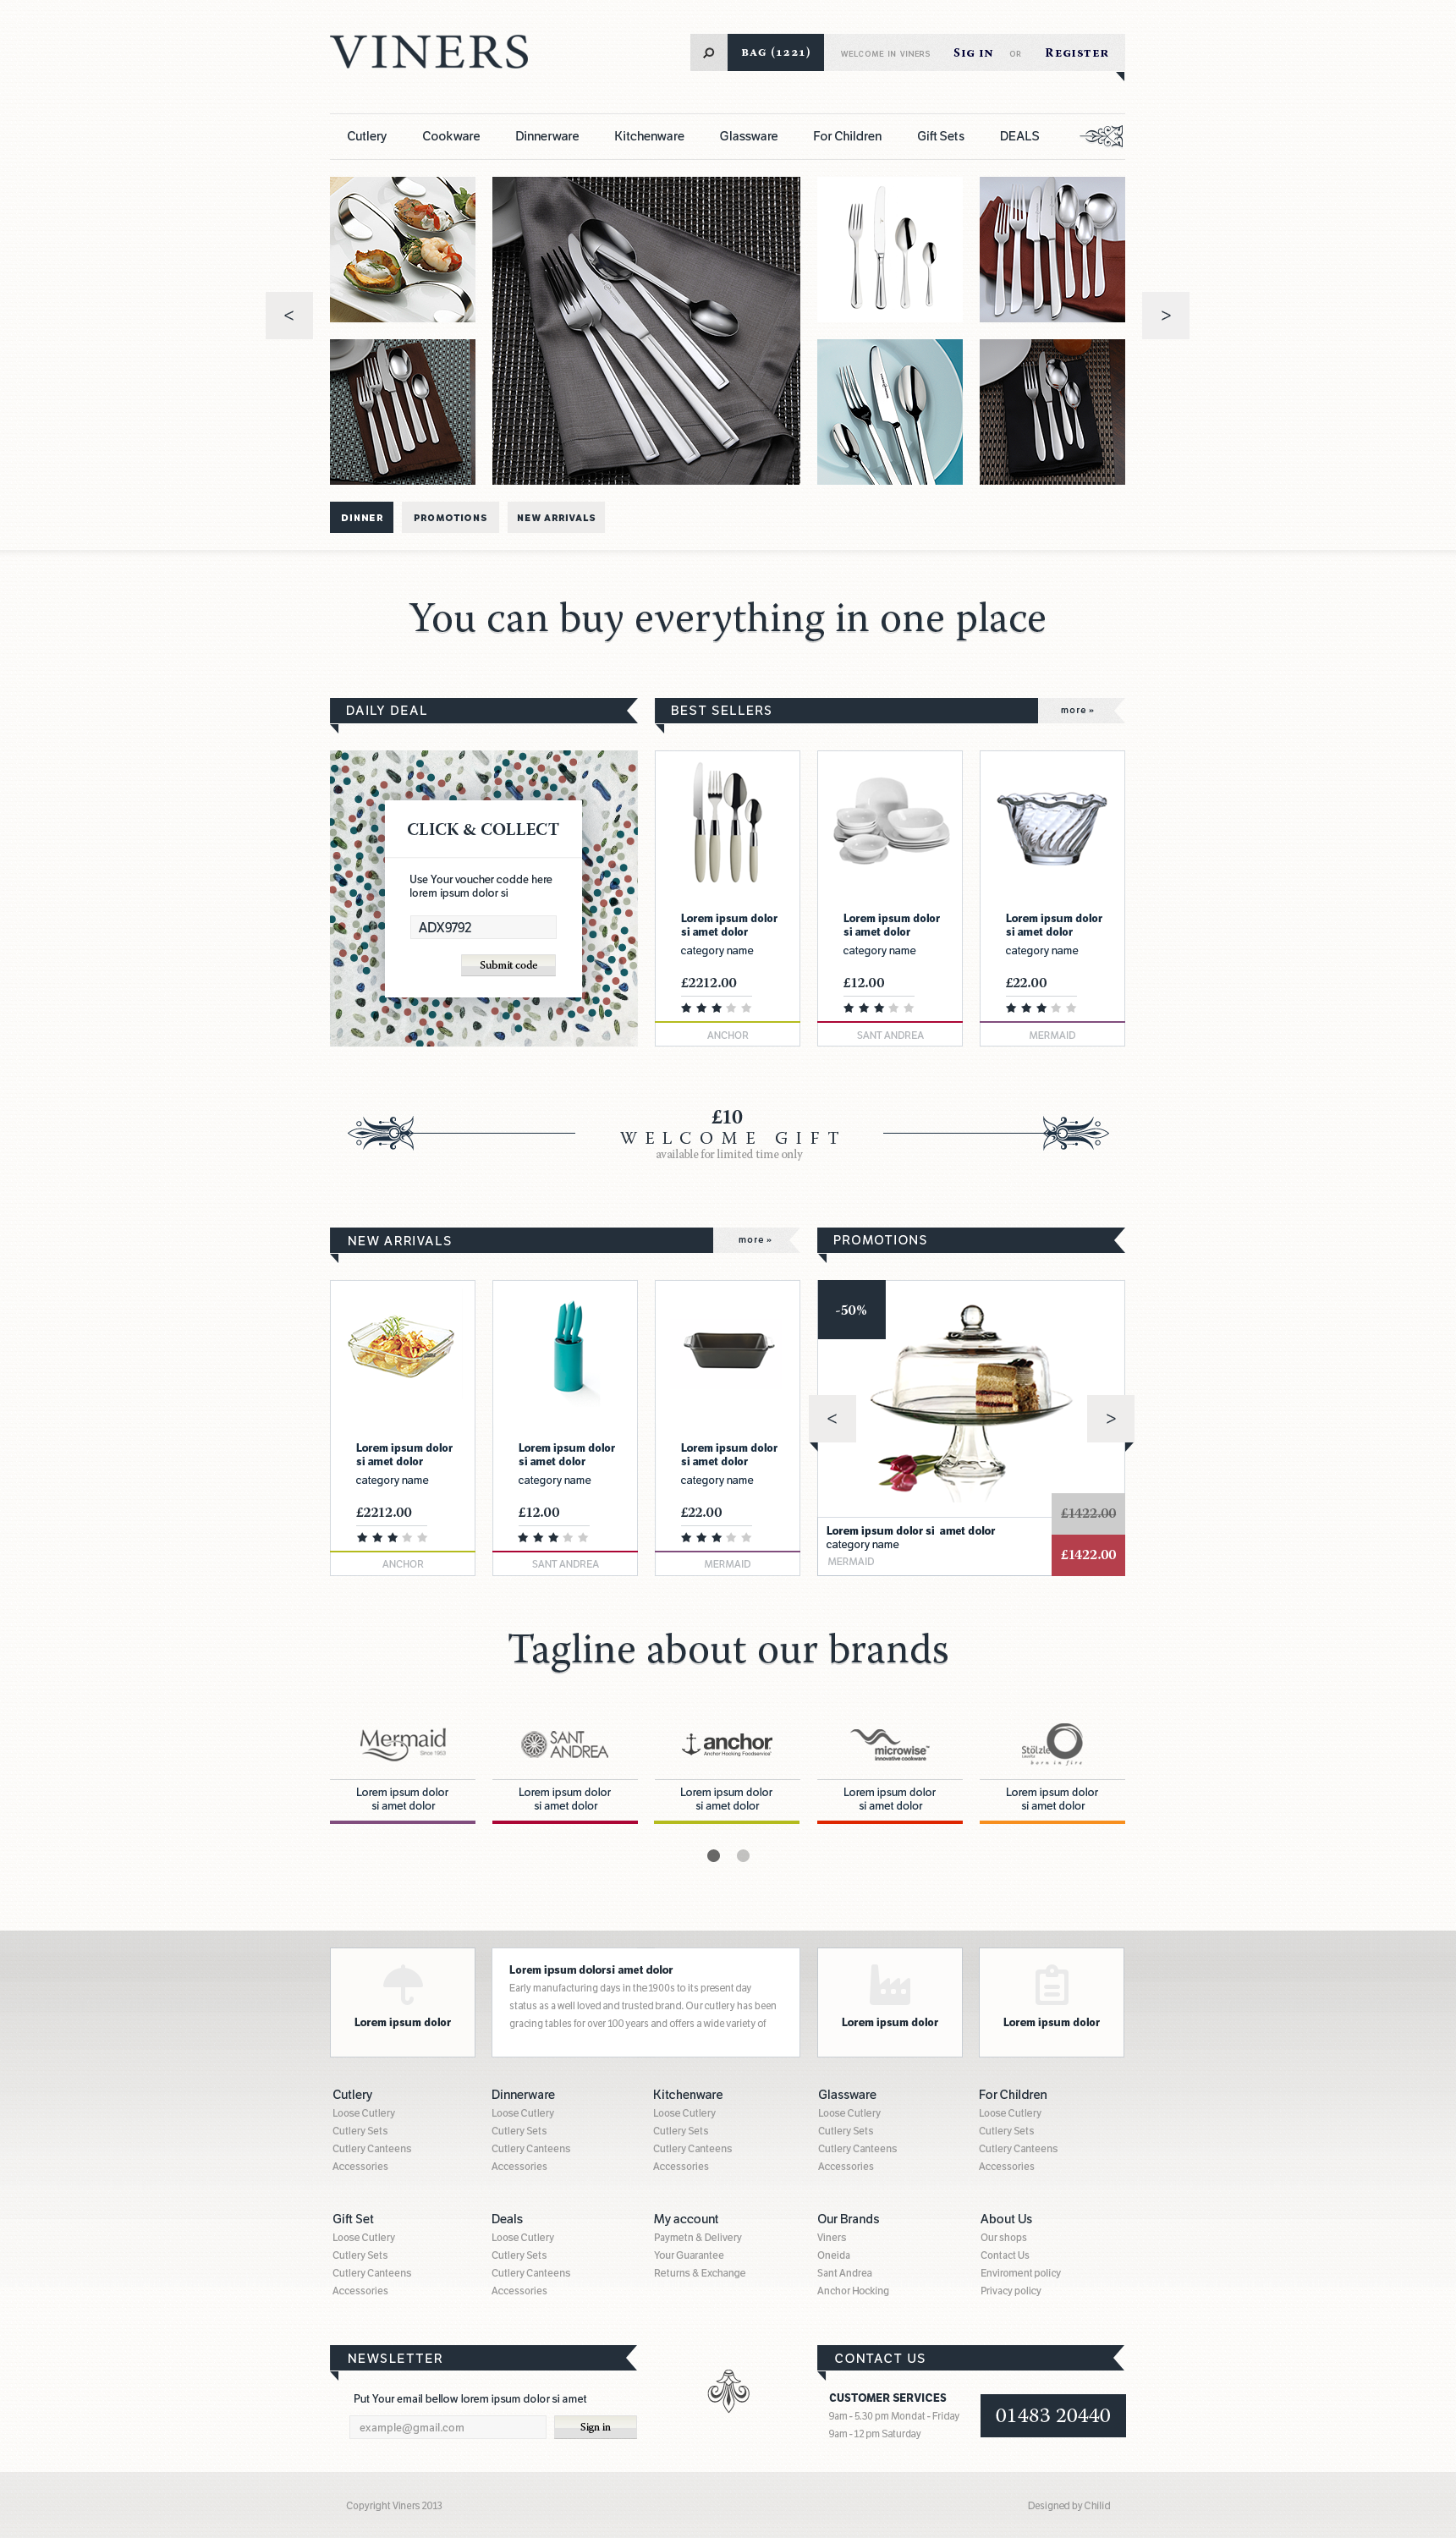 VINERS
BAG (1221)
WELCOME IN VINERS
SIG IN
OR
REGISTER
Cutlery
Cookware
Dinnerware
Kitchenware
Glassware
For Children
Gift Sets
DEALS
<
>
DINNER
PROMOTIONS
NEW ARRIVALS
You can buy everything in one place
DAILY DEAL
CLICK & COLLECT
Use Your voucher codde here
lorem ipsum dolor si
ADX9792
Submit code
BEST SELLERS
more »
Lorem ipsum dolor
si amet dolor
category name
£2212.00
ANCHOR
Lorem ipsum dolor
si amet dolor
category name
£12.00
SANT ANDREA
Lorem ipsum dolor
si amet dolor
category name
£22.00
MERMAID
£10
WELCOME GIFT
available for limited time only
NEW ARRIVALS
more »
Lorem ipsum dolor
si amet dolor
category name
£2212.00
ANCHOR
Lorem ipsum dolor
si amet dolor
category name
£12.00
SANT ANDREA
Lorem ipsum dolor
si amet dolor
category name
£22.00
MERMAID
PROMOTIONS
-50%
<
>
£1422.00
£1422.00
Lorem ipsum dolor si amet dolor
category name
MERMAID
Tagline about our brands
Mermaid
Since 1953
Lorem ipsum dolor
si amet dolor
SANT
ANDREA
Lorem ipsum dolor
si amet dolor
anchor
Anchor Hocking Foodservice
Lorem ipsum dolor
si amet dolor
microwise™
innovative cookware
Lorem ipsum dolor
si amet dolor
Stölzle
Lausitz
born in fire
Lorem ipsum dolor
si amet dolor
Lorem ipsum dolor
Lorem ipsum dolorsi amet dolor
Early manufacturing days in the 1900s to its present day
status as a well loved and trusted brand. Our cutlery has been
gracing tables for over 100 years and offers a wide variety of
Lorem ipsum dolor
Lorem ipsum dolor
Cutlery
Loose Cutlery
Cutlery Sets
Cutlery Canteens
Accessories
Dinnerware
Loose Cutlery
Cutlery Sets
Cutlery Canteens
Accessories
Kitchenware
Loose Cutlery
Cutlery Sets
Cutlery Canteens
Accessories
Glassware
Loose Cutlery
Cutlery Sets
Cutlery Canteens
Accessories
For Children
Loose Cutlery
Cutlery Sets
Cutlery Canteens
Accessories
Gift Set
Loose Cutlery
Cutlery Sets
Cutlery Canteens
Accessories
Deals
Loose Cutlery
Cutlery Sets
Cutlery Canteens
Accessories
My account
Paymetn & Delivery
Your Guarantee
Returns & Exchange
Our Brands
Viners
Oneida
Sant Andrea
Anchor Hocking
About Us
Our shops
Contact Us
Enviroment policy
Privacy policy
NEWSLETTER
Put Your email bellow lorem ipsum dolor si amet
example@gmail.com
Sign in
CONTACT US
CUSTOMER SERVICES
9am - 5.30 pm Mondat - Friday
9am - 12 pm Saturday
01483 20440
Copyright Viners 2013
Designed by Chilid